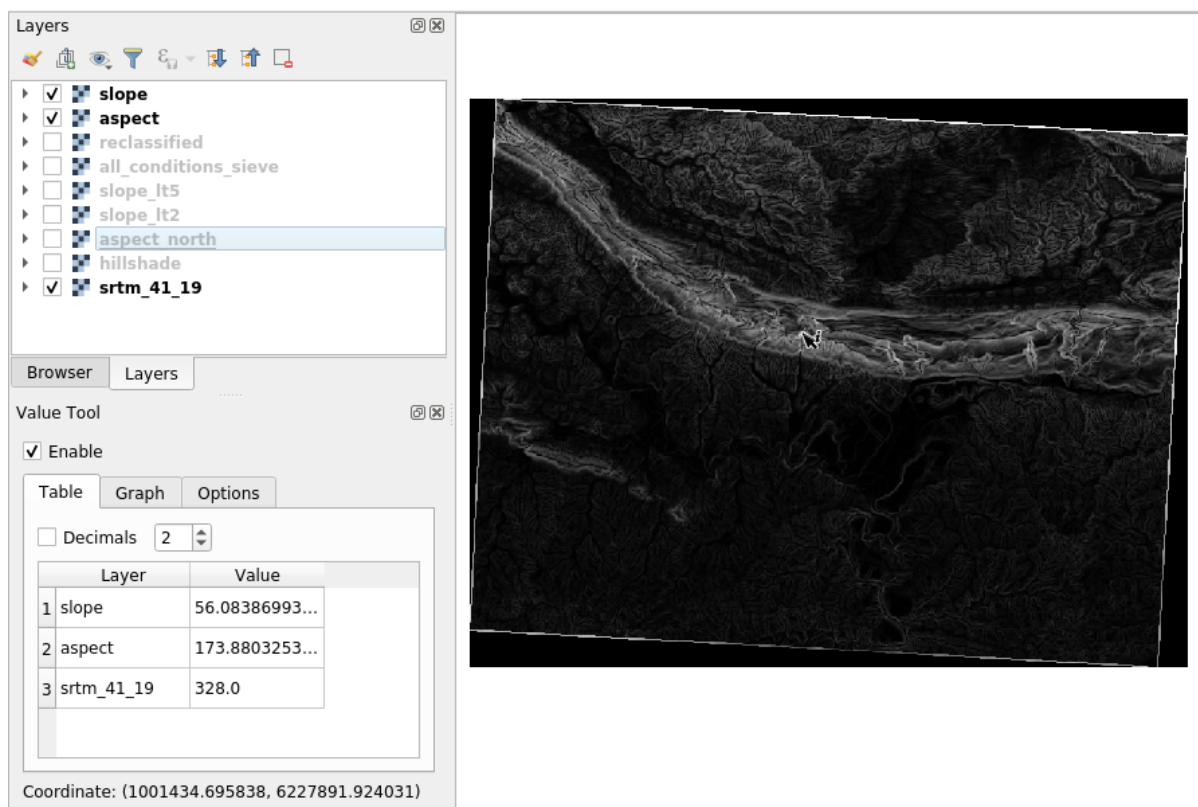 Layers
slope
aspect
reclassified
all_conditions_sieve
slope_lt5
slope_lt2
aspect_north
hillshade
srtm_41_19
Browser Layers
Value Tool
Enable
Table Graph Options
Decimals 2
Layer Value
1 slope 56.08386993...
2 aspect 173.8803253...
3 srtm_41_19 328.0
Coordinate: (1001434.695838, 6227891.924031)